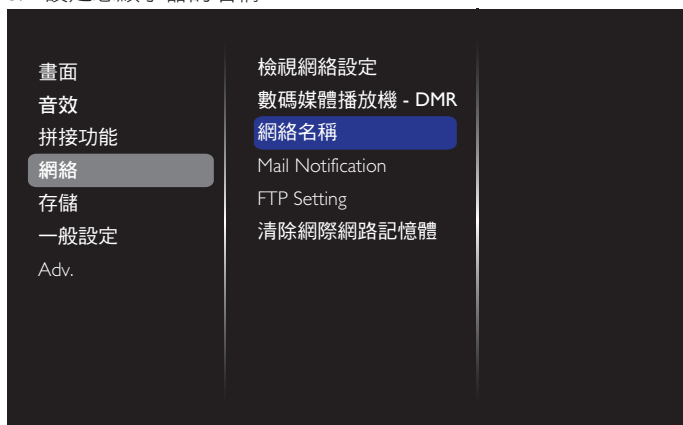 畫面
音效
拼接功能
網絡
存儲
一般設定
Adv.
檢視網絡設定
數碼媒體播放機 - DMR
網絡名稱
Mail Notification
FTP Setting
清除網際網路記憶體